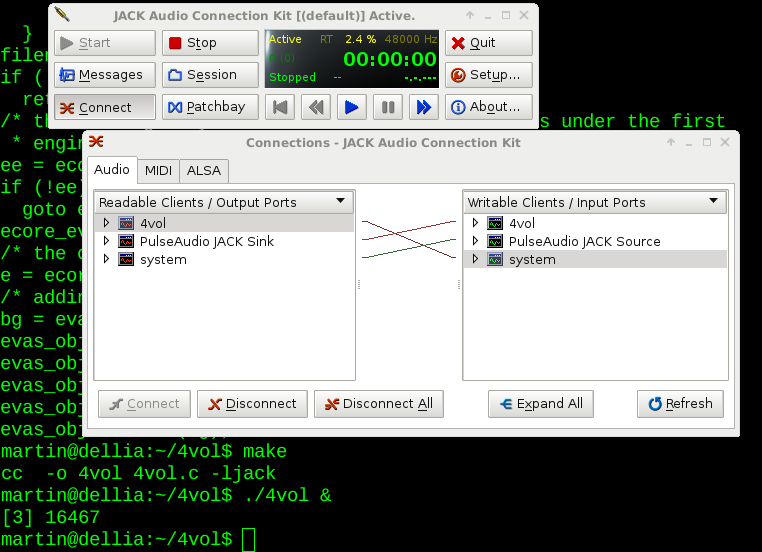 JACK Audio Connection Kit [(default)] Active.
Start
Stop
Active RT 2.4 % 48000 Hz
00:00:00
Quit
Messages
Session
Stopped -- -.-.---
Setup...
Connect
Patchbay
About...
}
filen
if (
ret
/* th s under the first
* engin
ee = eco
if (!ee)
goto e
ecore_ev
/* the c
e = ecor
/* addin
bg = eva
evas_obj
evas_obj
evas_obj
evas_obj
evas_obj
Connections - JACK Audio Connection Kit
Audio MIDI ALSA
Readable Clients / Output Ports
4vol
PulseAudio JACK Sink
system
Writable Clients / Input Ports
4vol
PulseAudio JACK Source
system
Connect Disconnect Disconnect All Expand All Refresh
martin@dellia:~/4vol$ make
cc -o 4vol 4vol.c -ljack
martin@dellia:~/4vol$ ./4vol &
[3] 16467
martin@dellia:~/4vol$